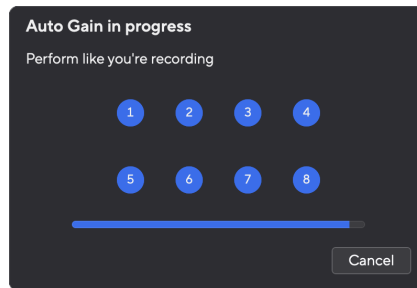 Auto Gain in progress
Perform like you're recording
1 2 3 4
5 6 7 8
Cancel